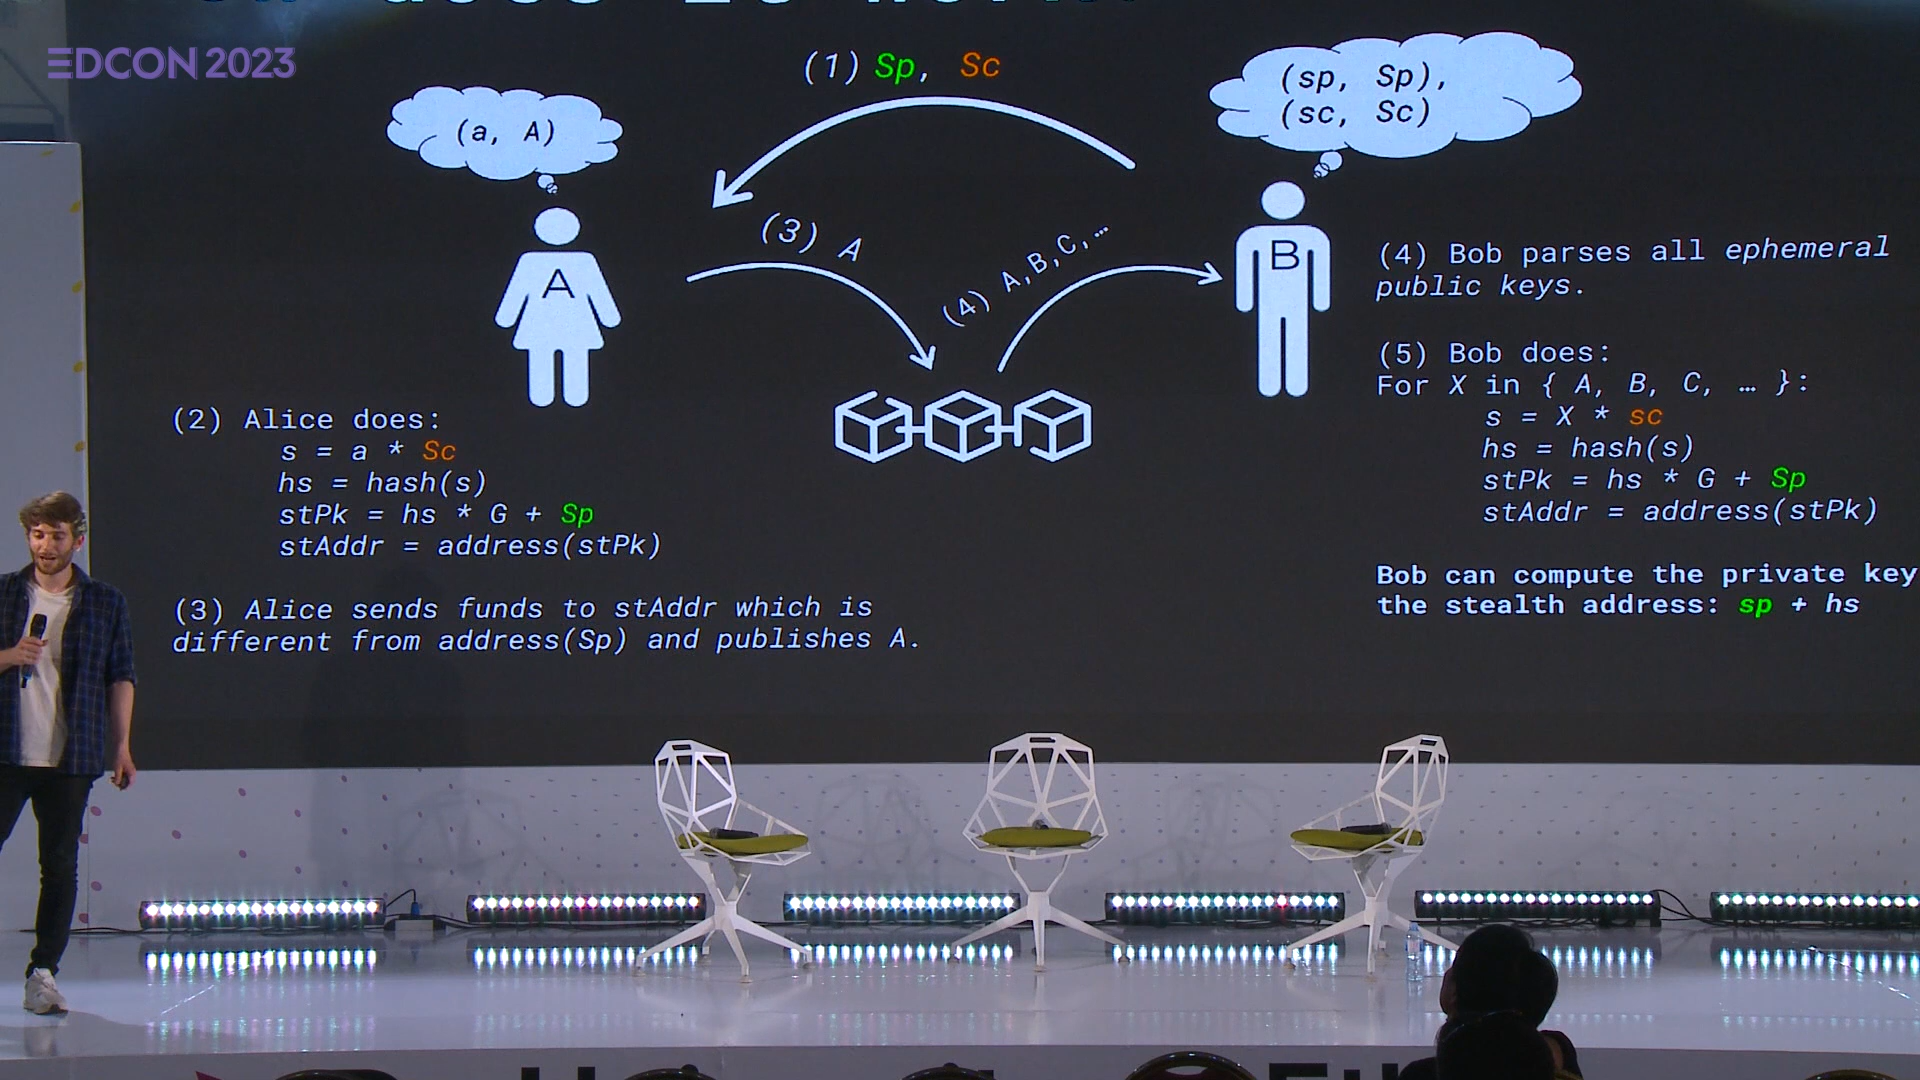 EDCON 2023
(1) Sp, Sc
(a, A)
(sp, Sp),
(sc, Sc)
A
B
(3) A
(4) A,B,C,…
(2) Alice does:
s = a * Sc
hs = hash(s)
stPk = hs * G + Sp
stAddr = address(stPk)
(3) Alice sends funds to stAddr which is
different from address(Sp) and publishes A.
(4) Bob parses all ephemeral
public keys.
(5) Bob does:
For X in { A, B, C, … }:
s = X * sc
hs = hash(s)
stPk = hs * G + Sp
stAddr = address(stPk)
Bob can compute the private key
the stealth address: sp + hs